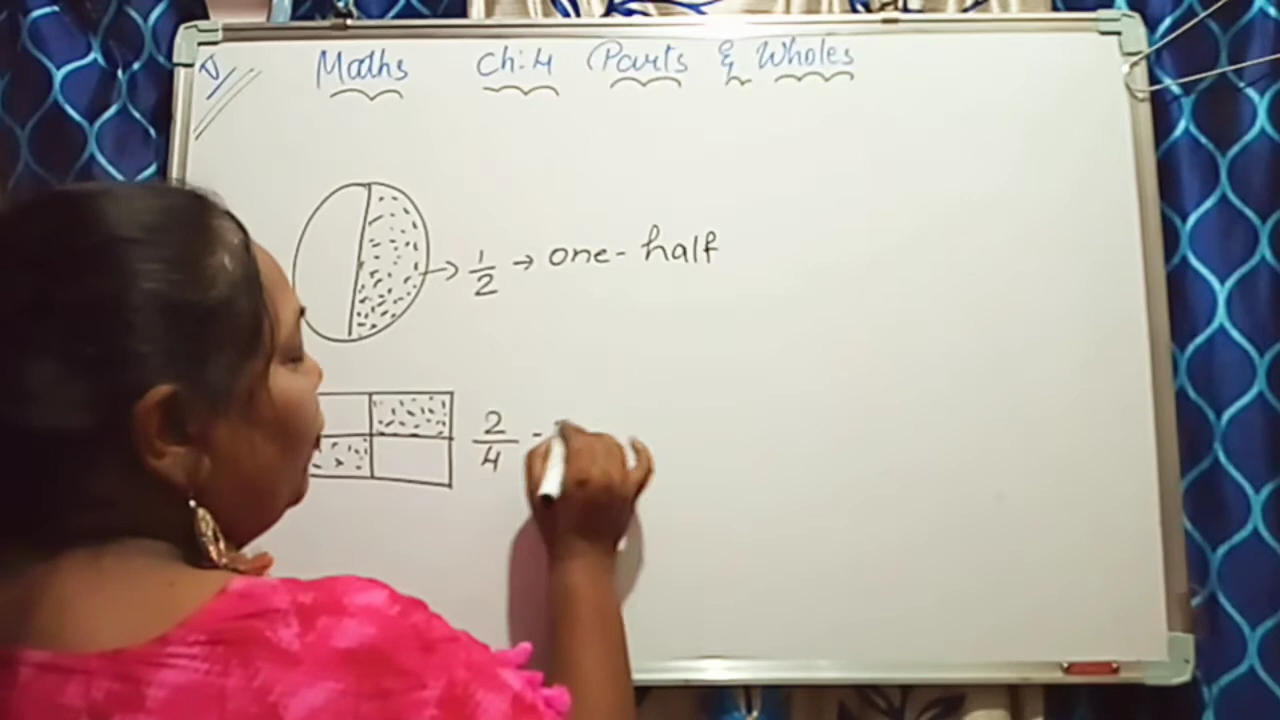 V Maths Ch:4 Parts & Wholes
1/2 → one-half
2/4 =